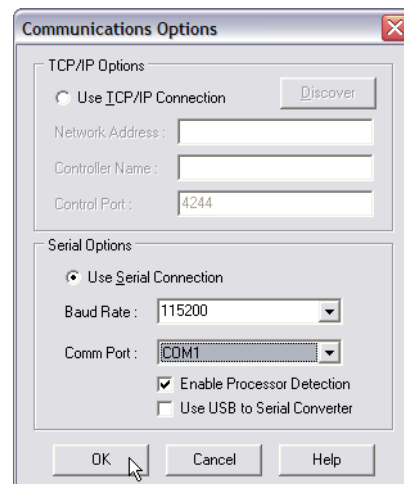 Communications Options
TCP/IP Options
Use TCP/IP Connection
Discover
Network Address :
Controller Name :
Control Port :
4244
Serial Options
Use Serial Connection
Baud Rate :
115200
Comm Port :
COM1
Enable Processor Detection
Use USB to Serial Converter
OK
Cancel
Help